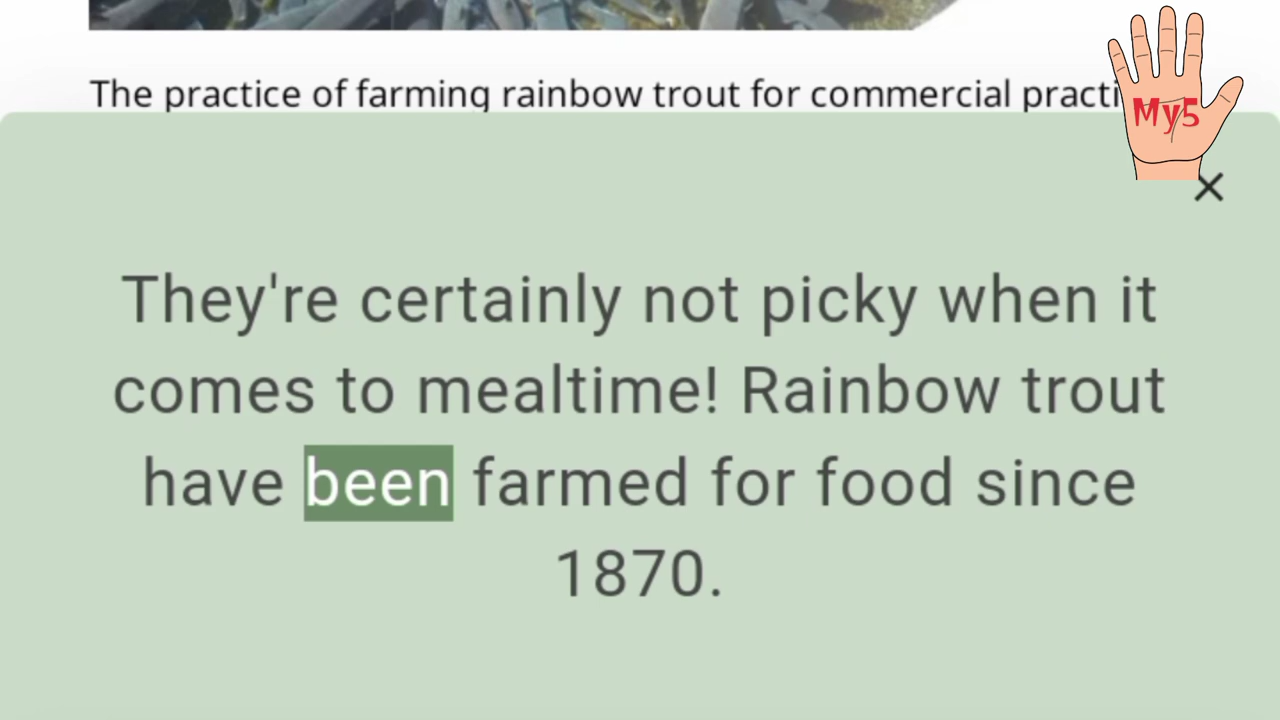 The practice of farming rainbow trout for commercial
My5
They're certainly not picky when it
comes to mealtime! Rainbow trout
have been farmed for food since
1870.